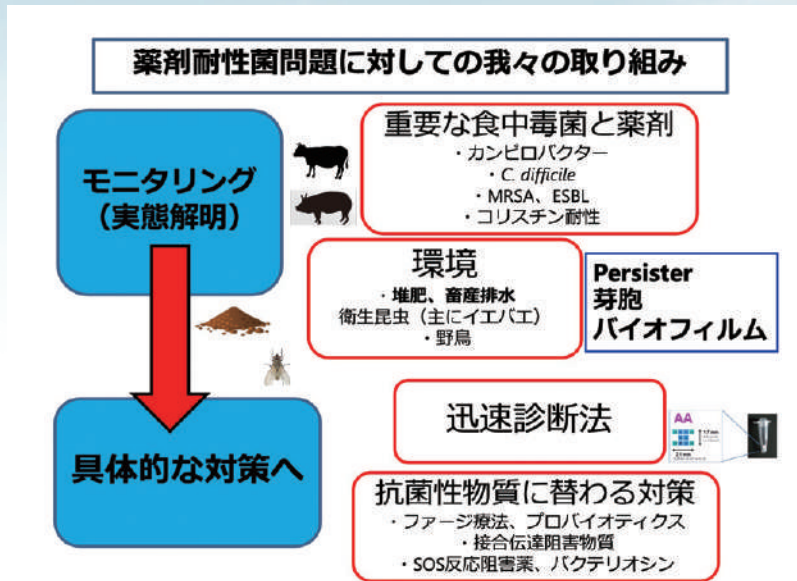 薬剤耐性菌問題に対しての我々の取り組み
モニタリング
（実態解明）
重要な食中毒菌と薬剤
・カンピロバクター
・C. difficile
・MRSA、ESBL
・コリスチン耐性
環境
・堆肥、畜産排水
衛生昆虫（主にイエバエ）
・野鳥
Persister
芽胞
バイオフィルム
迅速診断法
AA
具体的な対策へ
抗菌性物質に替わる対策
・ファージ療法、プロバイオティクス
・接合伝達阻害物質
・SOS反応阻害薬、バクテリオシン